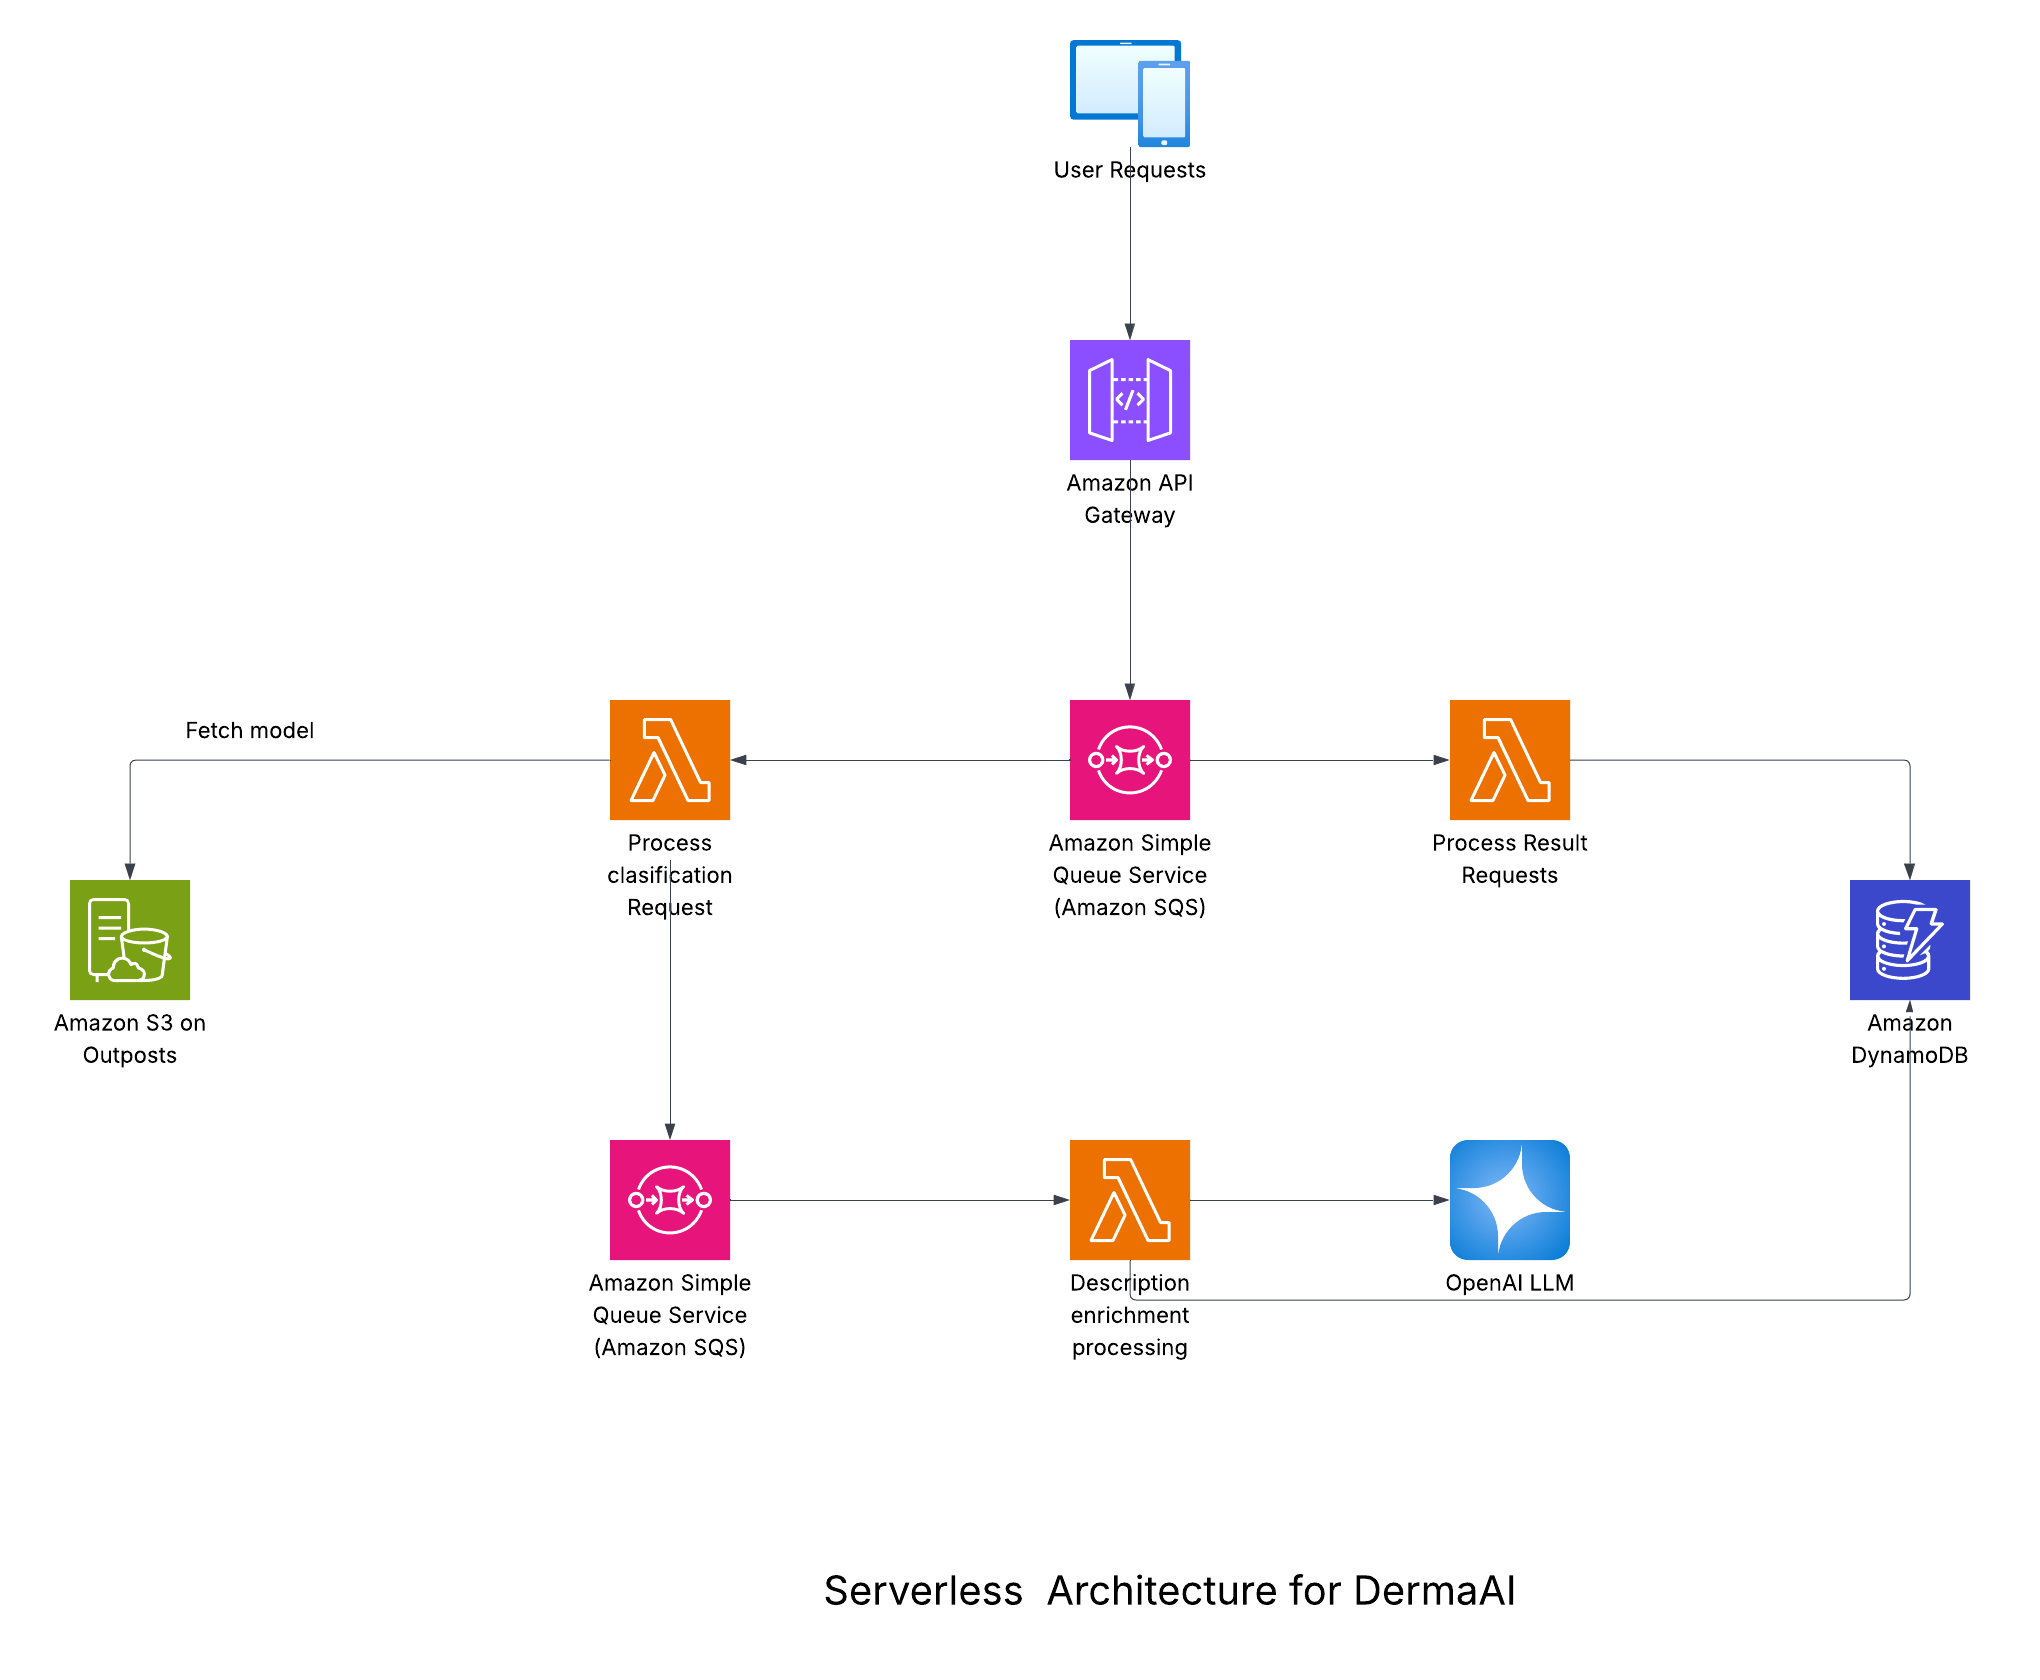 User Requests
Amazon API
Gateway
Fetch model
Process
clasification
Request
Amazon Simple
Queue Service
(Amazon SQS)
Process Result
Requests
Amazon S3 on
Outposts
Amazon
DynamoDB
Amazon Simple
Queue Service
(Amazon SQS)
Description
enrichment
processing
OpenAI LLM
Serverless  Architecture for DermaAI